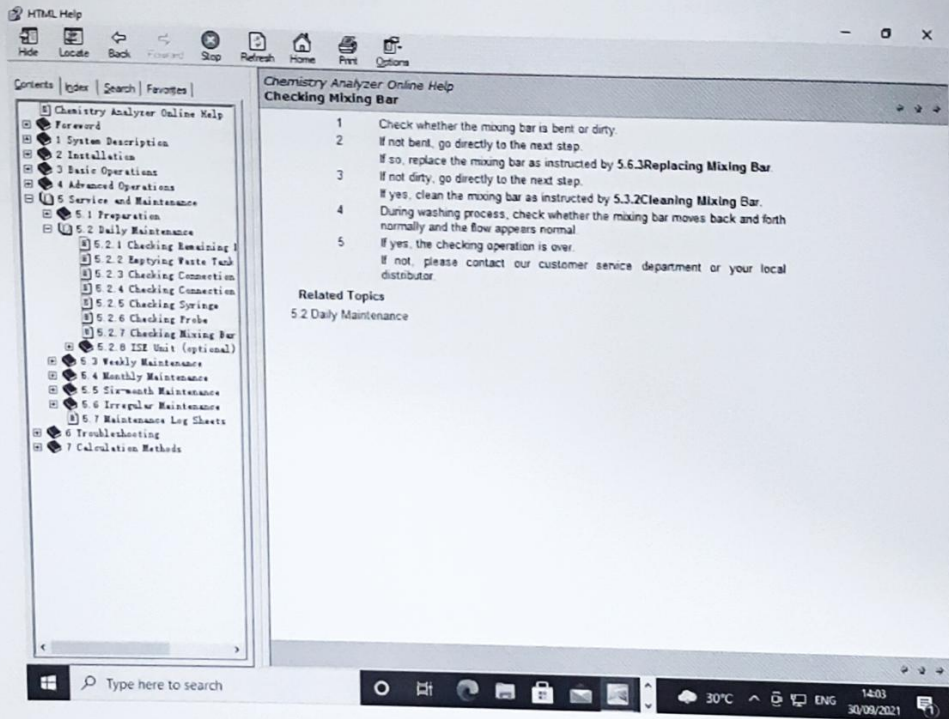 HTML Help
Hide Locate Back Forward Stop Refresh Home Print Options
Contents Index Search Favorites
Chemistry Analyzer Online Help
Foreword
1 System Description
2 Installation
3 Basic Operations
4 Advanced Operations
5 Service and Maintenance
5.1 Preparation
5.2 Daily Maintenance
5.2.1 Checking Remaining
5.2.2 Emptying Waste Tank
5.2.3 Checking Connection
5.2.4 Checking Connection
5.2.5 Checking Syringe
5.2.6 Checking Probe
5.2.7 Checking Mixing Bar
5.2.8 ISE Unit (optional)
5.3 Weekly Maintenance
5.4 Monthly Maintenance
5.5 Six-month Maintenance
5.6 Irregular Maintenance
5.7 Maintenance Log Sheets
6 Troubleshooting
7 Calculation Methods
Chemistry Analyzer Online Help
Checking Mixing Bar
1 Check whether the mixing bar is bent or dirty.
2 If not bent, go directly to the next step.
If so, replace the mixing bar as instructed by 5.6.3Replacing Mixing Bar.
3 If not dirty, go directly to the next step.
If yes, clean the mixing bar as instructed by 5.3.2Cleaning Mixing Bar.
4 During washing process, check whether the mixing bar moves back and forth
normally and the flow appears normal.
5 If yes, the checking operation is over.
If not, please contact our customer service department or your local
distributor.
Related Topics
5.2 Daily Maintenance
Type here to search
30°C ENG 14:03
30/09/2021
1